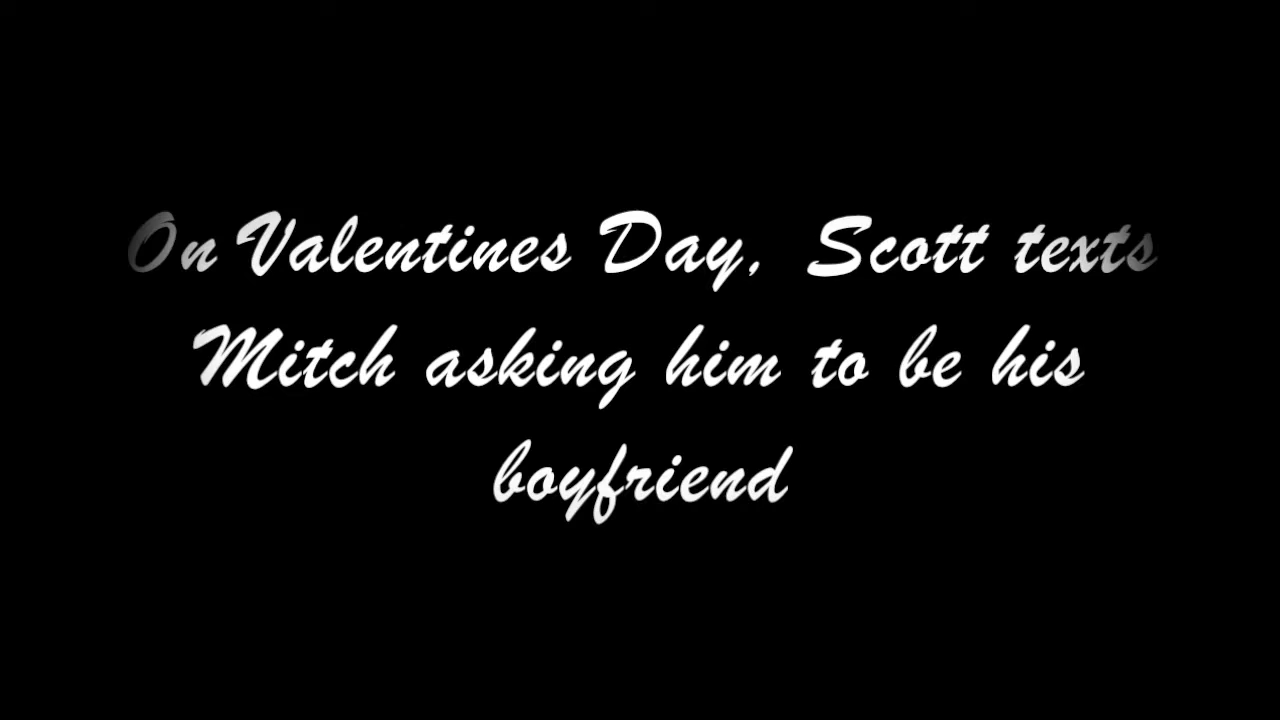 On Valentines Day, Scott texts
Mitch asking him to be his
boyfriend